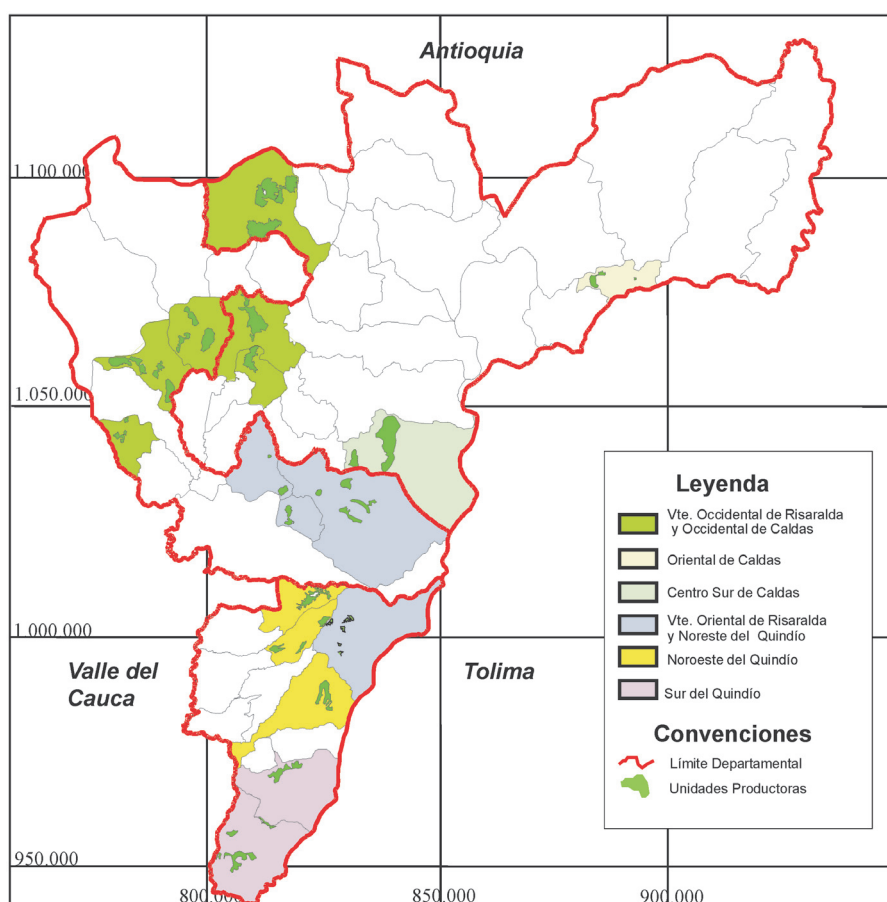 Antioquia
1.100.000
1.050.000
1.000.000
950.000
Valle del
Cauca
Tolima
800.000
850.000
900.000
Leyenda
Vte. Occidental de Risaralda
y Occidental de Caldas
Oriental de Caldas
Centro Sur de Caldas
Vte. Oriental de Risaralda
y Noreste del Quindío
Noroeste del Quindío
Sur del Quindío
Convenciones
Límite Departamental
Unidades Productoras